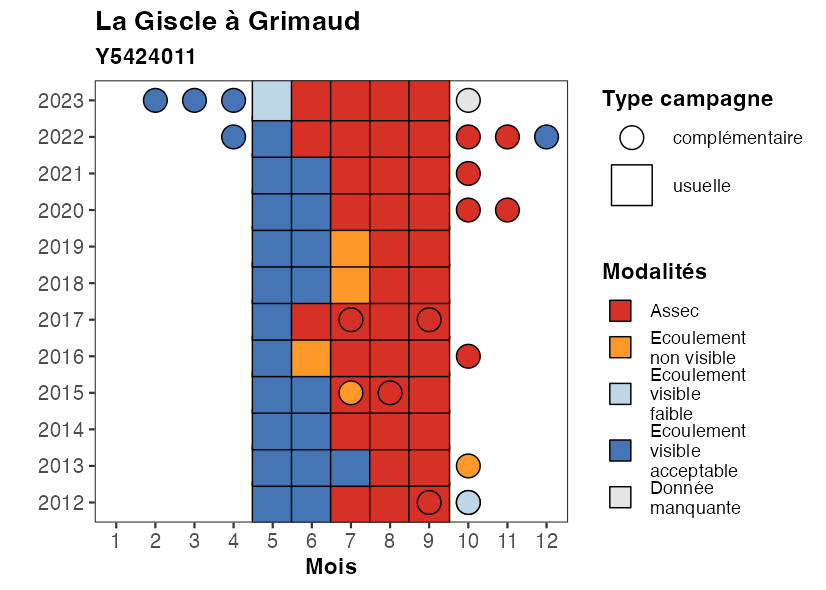 La Giscle à Grimaud
Y5424011
2023
2022
2021
2020
2019
2018
2017
2016
2015
2014
2013
2012
1 2 3 4 5 6 7 8 9 10 11 12
Mois
Type campagne
complémentaire
usuelle
Modalités
Assec
Ecoulement
non visible
Ecoulement
visible
faible
Ecoulement
visible
acceptable
Donnée
manquante